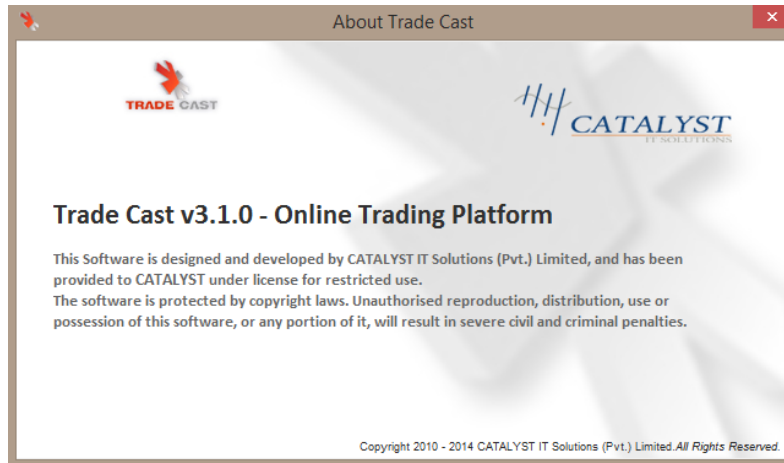 About Trade Cast
TRADE CAST
CATALYST
IT SOLUTIONS
Trade Cast v3.1.0 - Online Trading Platform
This Software is designed and developed by CATALYST IT Solutions (Pvt.) Limited, and has been
provided to CATALYST under license for restricted use.
The software is protected by copyright laws. Unauthorised reproduction, distribution, use or
possession of this software, or any portion of it, will result in severe civil and criminal penalties.
Copyright 2010 - 2014 CATALYST IT Solutions (Pvt.) Limited.All Rights Reserved.